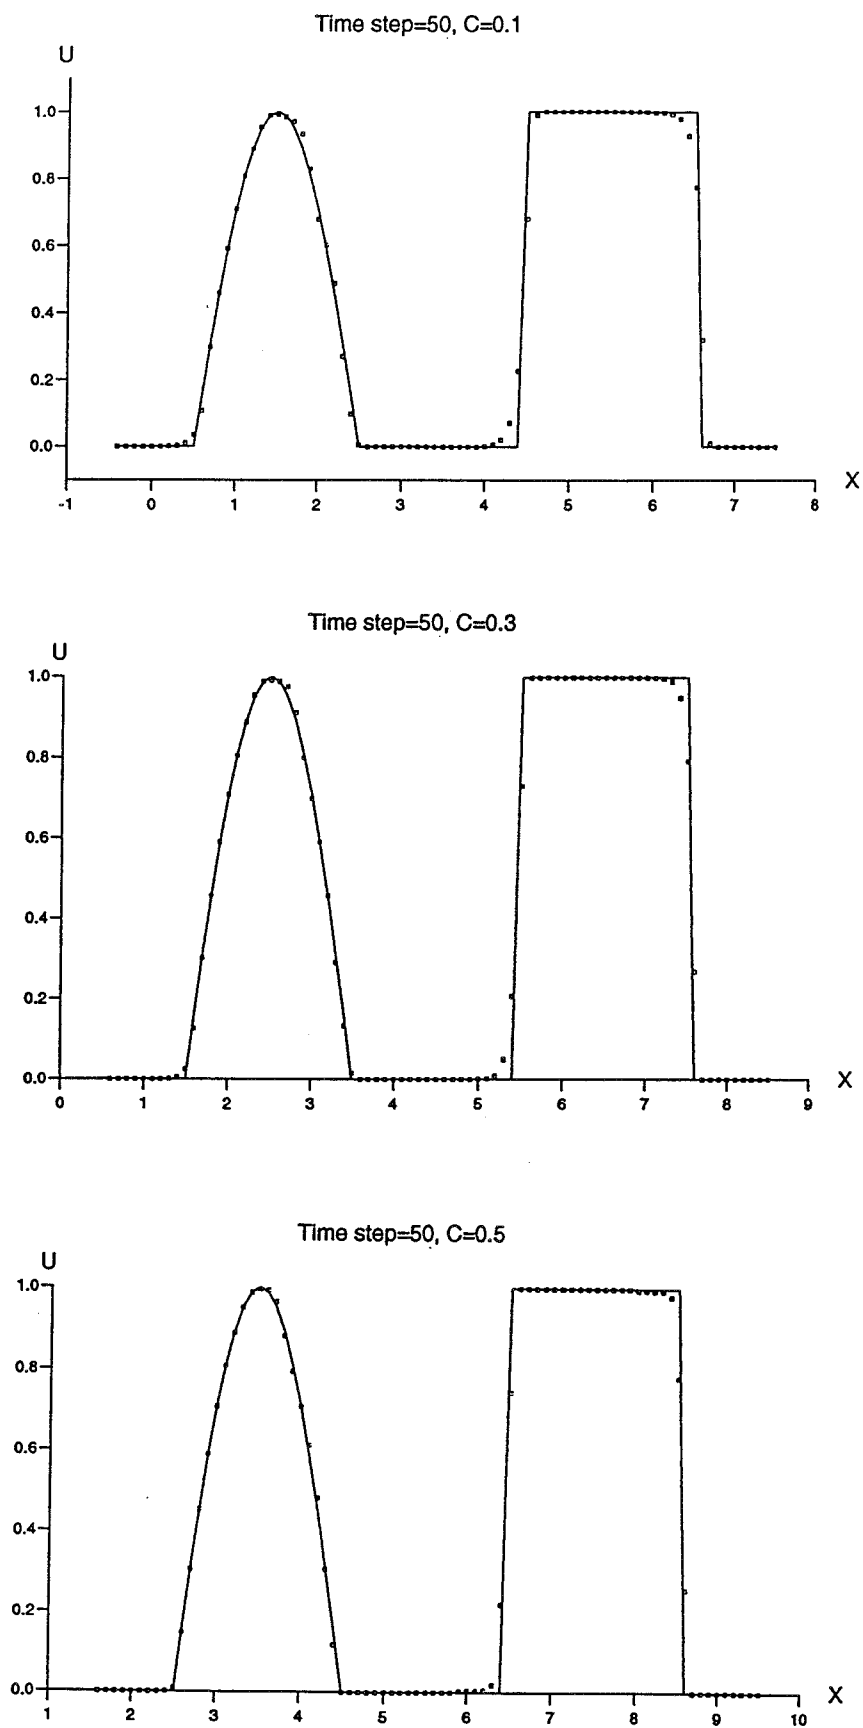 Time step=50, C=0.1
U
1.0
0.8
0.6
0.4
0.2
0.0
-1 0 1 2 3 4 5 6 7 8 X
Time step=50, C=0.3
U
1.0
0.8
0.6
0.4
0.2
0.0
0 1 2 3 4 5 6 7 8 9 X
Time step=50, C=0.5
U
1.0
0.8
0.6
0.4
0.2
0.0
1 2 3 4 5 6 7 8 9 10 X